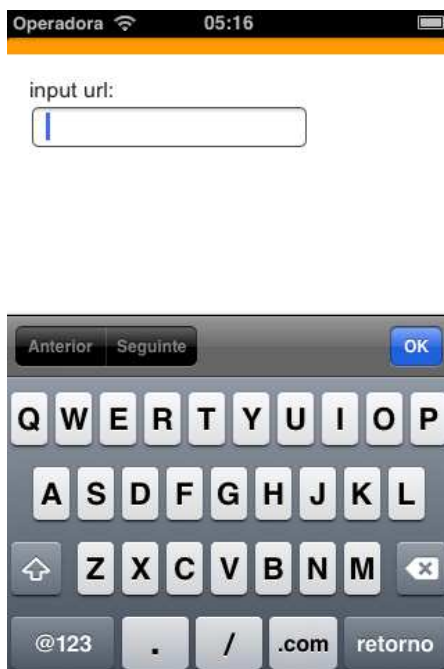 Operadora 05:16
input url:
Anterior Seguinte OK
Q W E R T Y U I O P
A S D F G H J K L
Z X C V B N M
@123 . / .com retorno